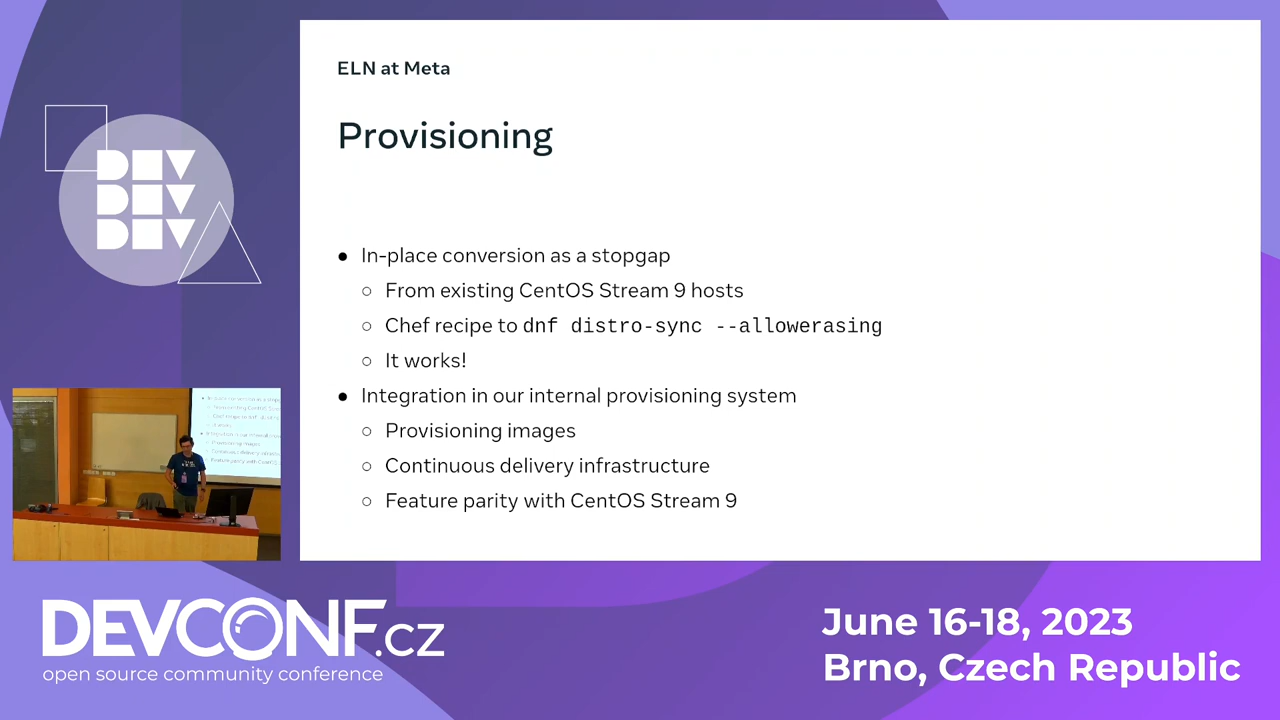 ELN at Meta
Provisioning
● In-place conversion as a stopgap
○ From existing CentOS Stream 9 hosts
○ Chef recipe to dnf distro-sync --allowerasing
○ It works!
● Integration in our internal provisioning system
○ Provisioning images
○ Continuous delivery infrastructure
○ Feature parity with CentOS Stream 9
DEV
DEV
DEV
DEVCONF.cz
open source community conference
June 16-18, 2023
Brno, Czech Republic